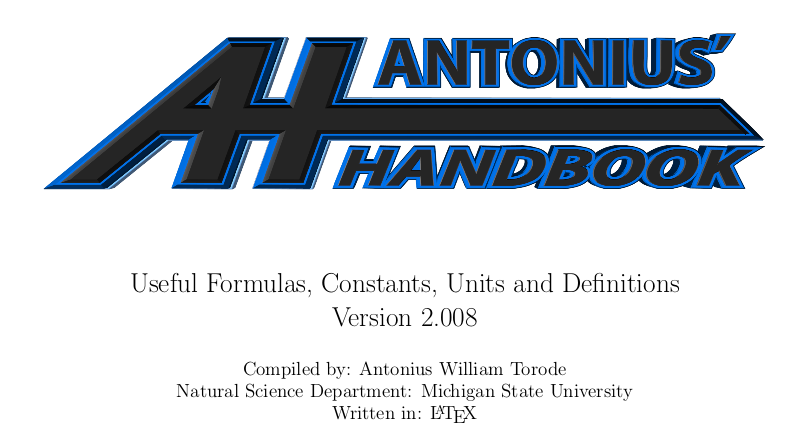 AH
ANTONIUS'
HANDBOOK
Useful Formulas, Constants, Units and Definitions
Version 2.008
Compiled by: Antonius William Torode
Natural Science Department: Michigan State University
Written in: LATEX